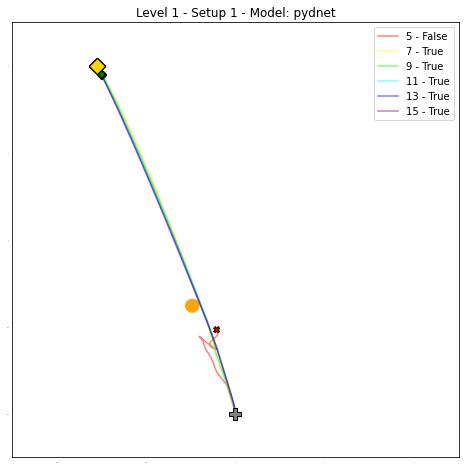 Level 1 - Setup 1 - Model: pydnet
5 - False
7 - True
9 - True
11 - True
13 - True
15 - True